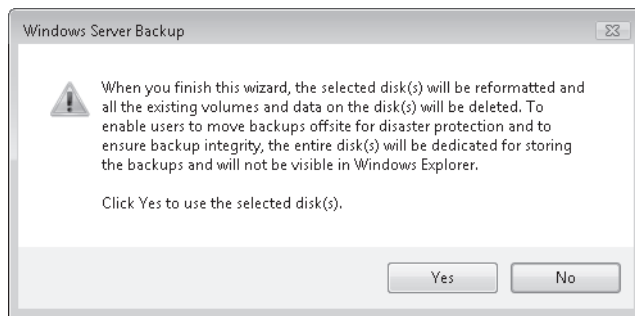 Windows Server Backup
When you finish this wizard, the selected disk(s) will be reformatted and
all the existing volumes and data on the disk(s) will be deleted. To
enable users to move backups offsite for disaster protection and to
ensure backup integrity, the entire disk(s) will be dedicated for storing
the backups and will not be visible in Windows Explorer.
Click Yes to use the selected disk(s).
Yes No